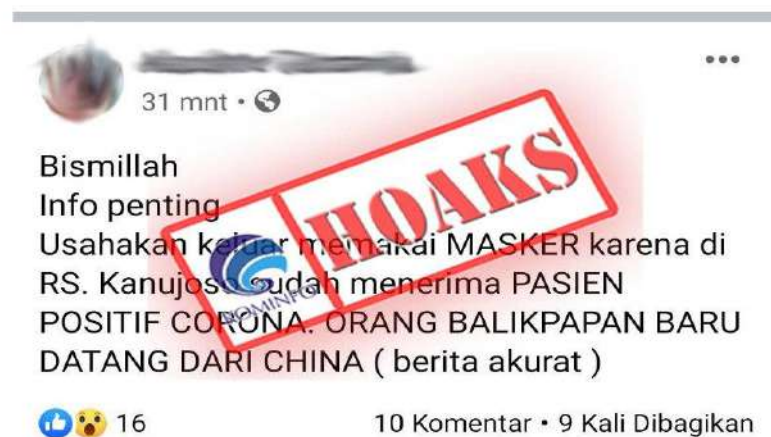 31 mnt •
Bismillah
Info penting
Usahakan keluar memakai MASKER karena di
RS. Kanujoso sudah menerima PASIEN
POSITIF CORONA. ORANG BALIKPAPAN BARU
DATANG DARI CHINA ( berita akurat )
HOAKS
KOMINFO
16
10 Komentar • 9 Kali Dibagikan